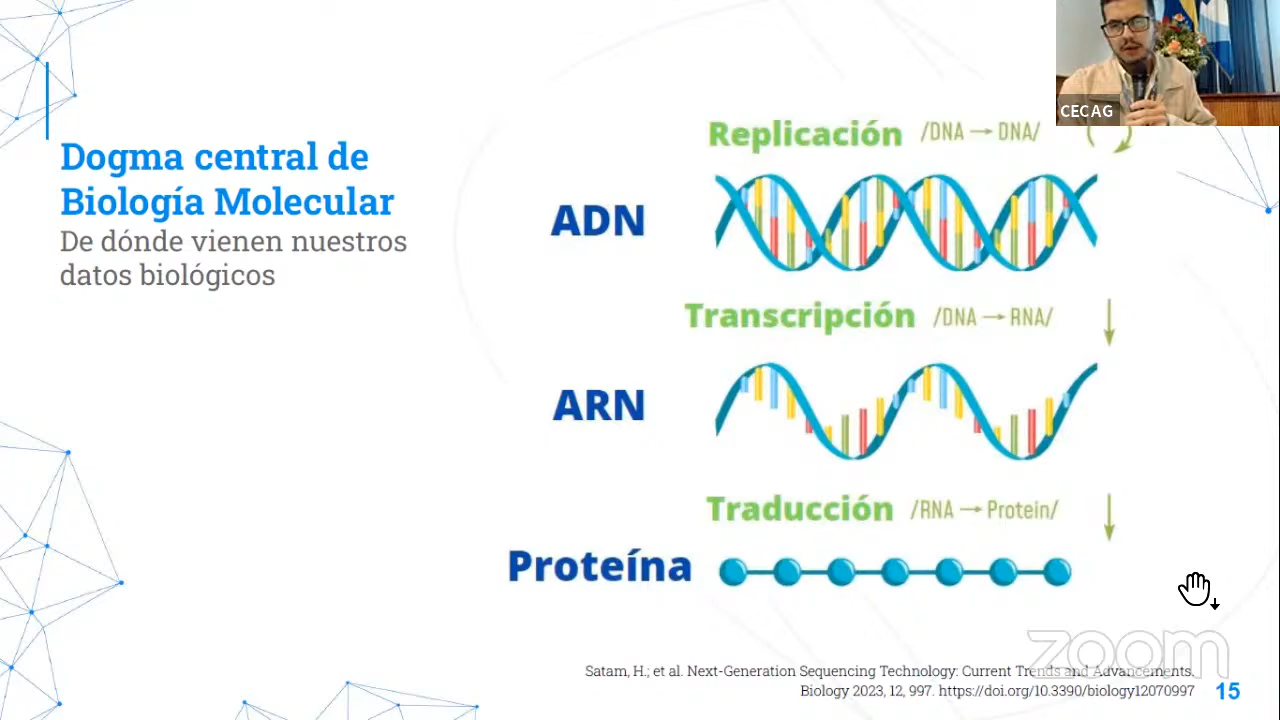 CECAG
Dogma central de
Biología Molecular
De dónde vienen nuestros
datos biológicos
Replicación /DNA → DNA/
ADN
Transcripción /DNA → RNA/
ARN
Traducción /RNA → Protein/
Proteína
zoom
Satam, H.; et al. Next-Generation Sequencing Technology: Current Trends and Advancements.
Biology 2023, 12, 997. https://doi.org/10.3390/biology12070997
15